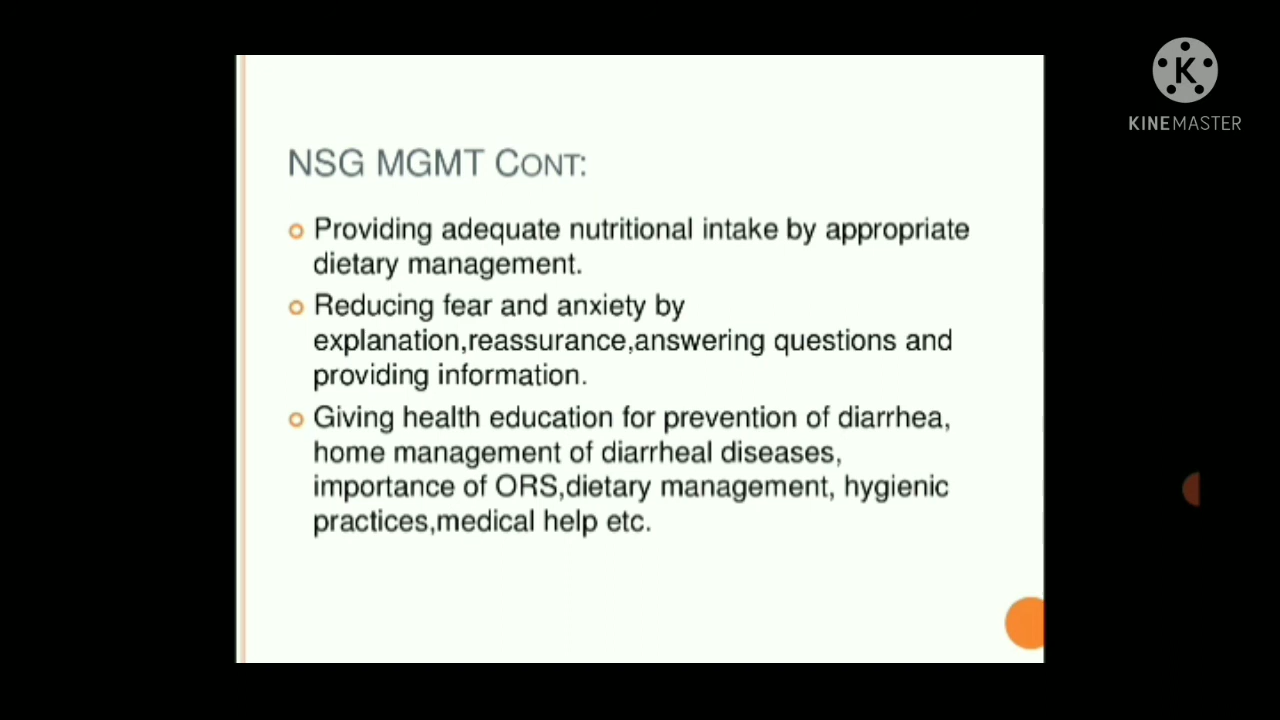 NSG MGMT CONT:
Providing adequate nutritional intake by appropriate
dietary management.
Reducing fear and anxiety by
explanation,reassurance,answering questions and
providing information.
Giving health education for prevention of diarrhea,
home management of diarrheal diseases,
importance of ORS,dietary management, hygienic
practices,medical help etc.
K
KINEMASTER